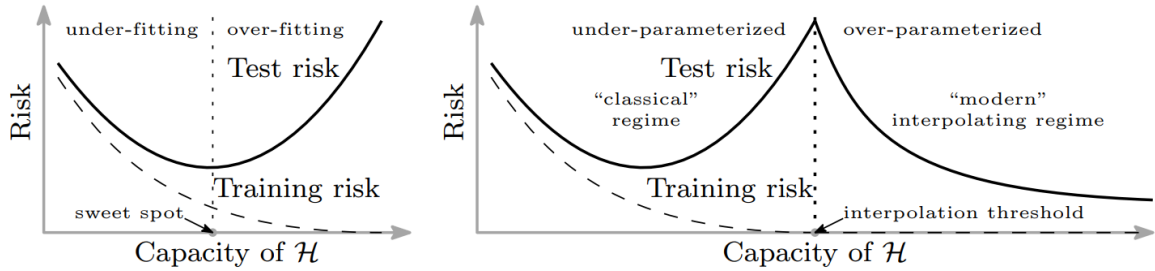 under-fitting
over-fitting
Test risk
Risk
Training risk
sweet spot
Capacity of ℋ
under-parameterized
over-parameterized
Test risk
“classical”
regime
“modern”
interpolating regime
Risk
Training risk
interpolation threshold
Capacity of ℋ